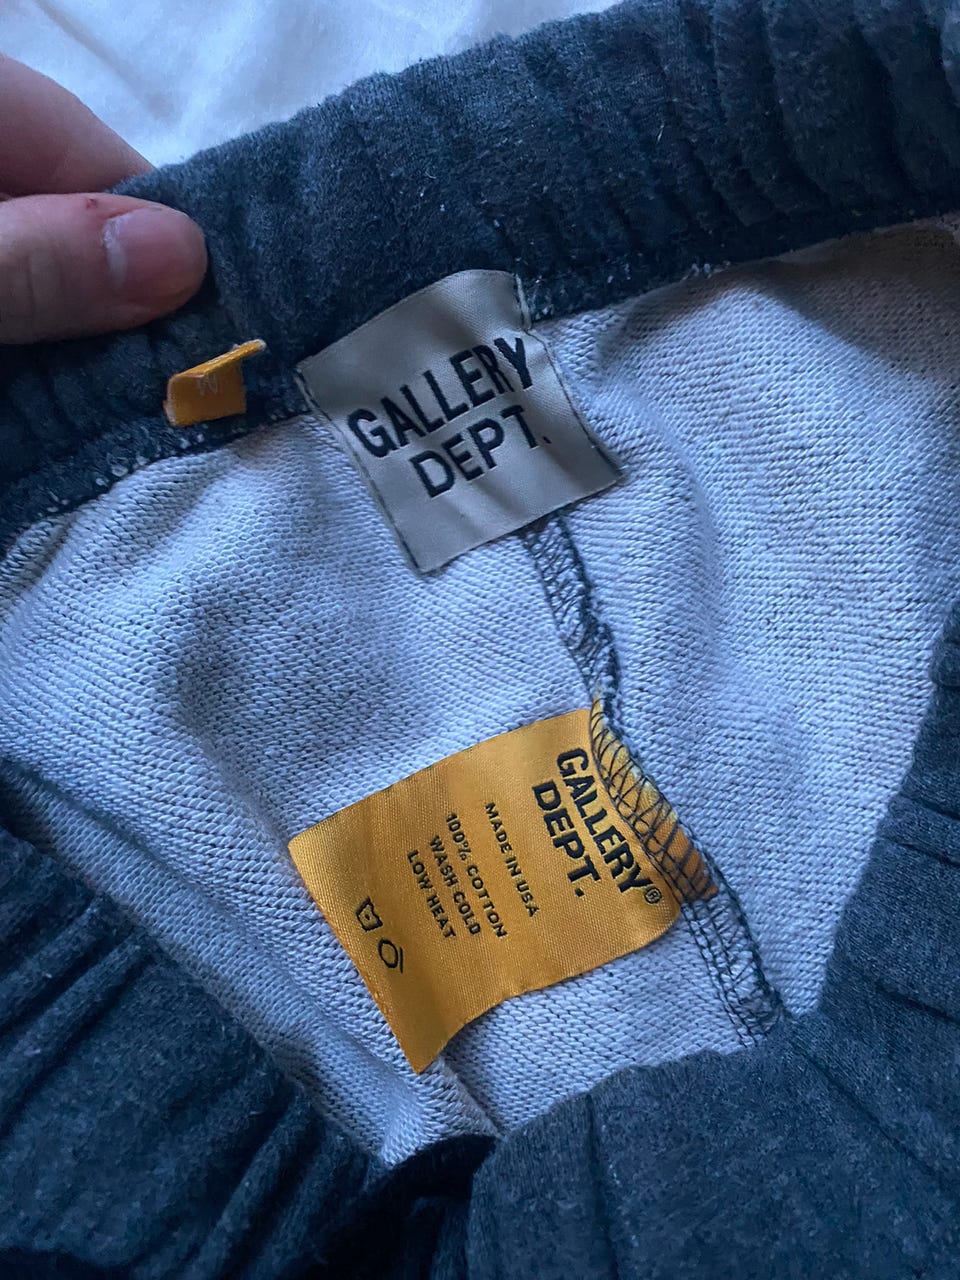 GALLERY
DEPT.
M
GALLERY®
DEPT.
MADE IN USA
100% COTTON
WASH COLD
LOW HEAT